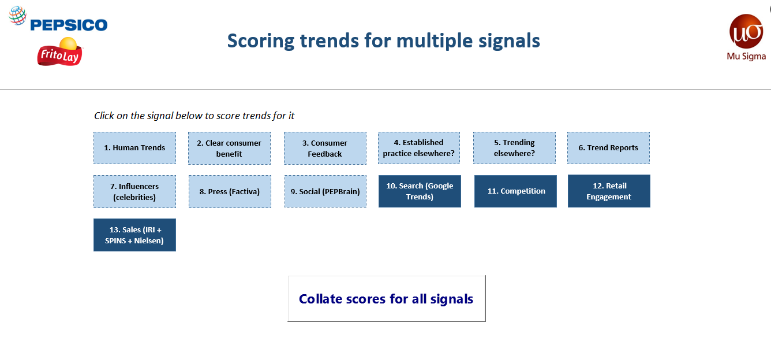 PEPSICO
Frito Lay
Scoring trends for multiple signals
μσ
Mu Sigma
Click on the signal below to score trends for it
1. Human Trends
2. Clear consumer
benefit
3. Consumer
Feedback
4. Established
practice elsewhere?
5. Trending
elsewhere?
6. Trend Reports
7. Influencers
(celebrities)
8. Press (Factiva)
9. Social (PEPBrain)
10. Search (Google
Trends)
11. Competition
12. Retail
Engagement
13. Sales (IRI +
SPINS + Nielsen)
Collate scores for all signals